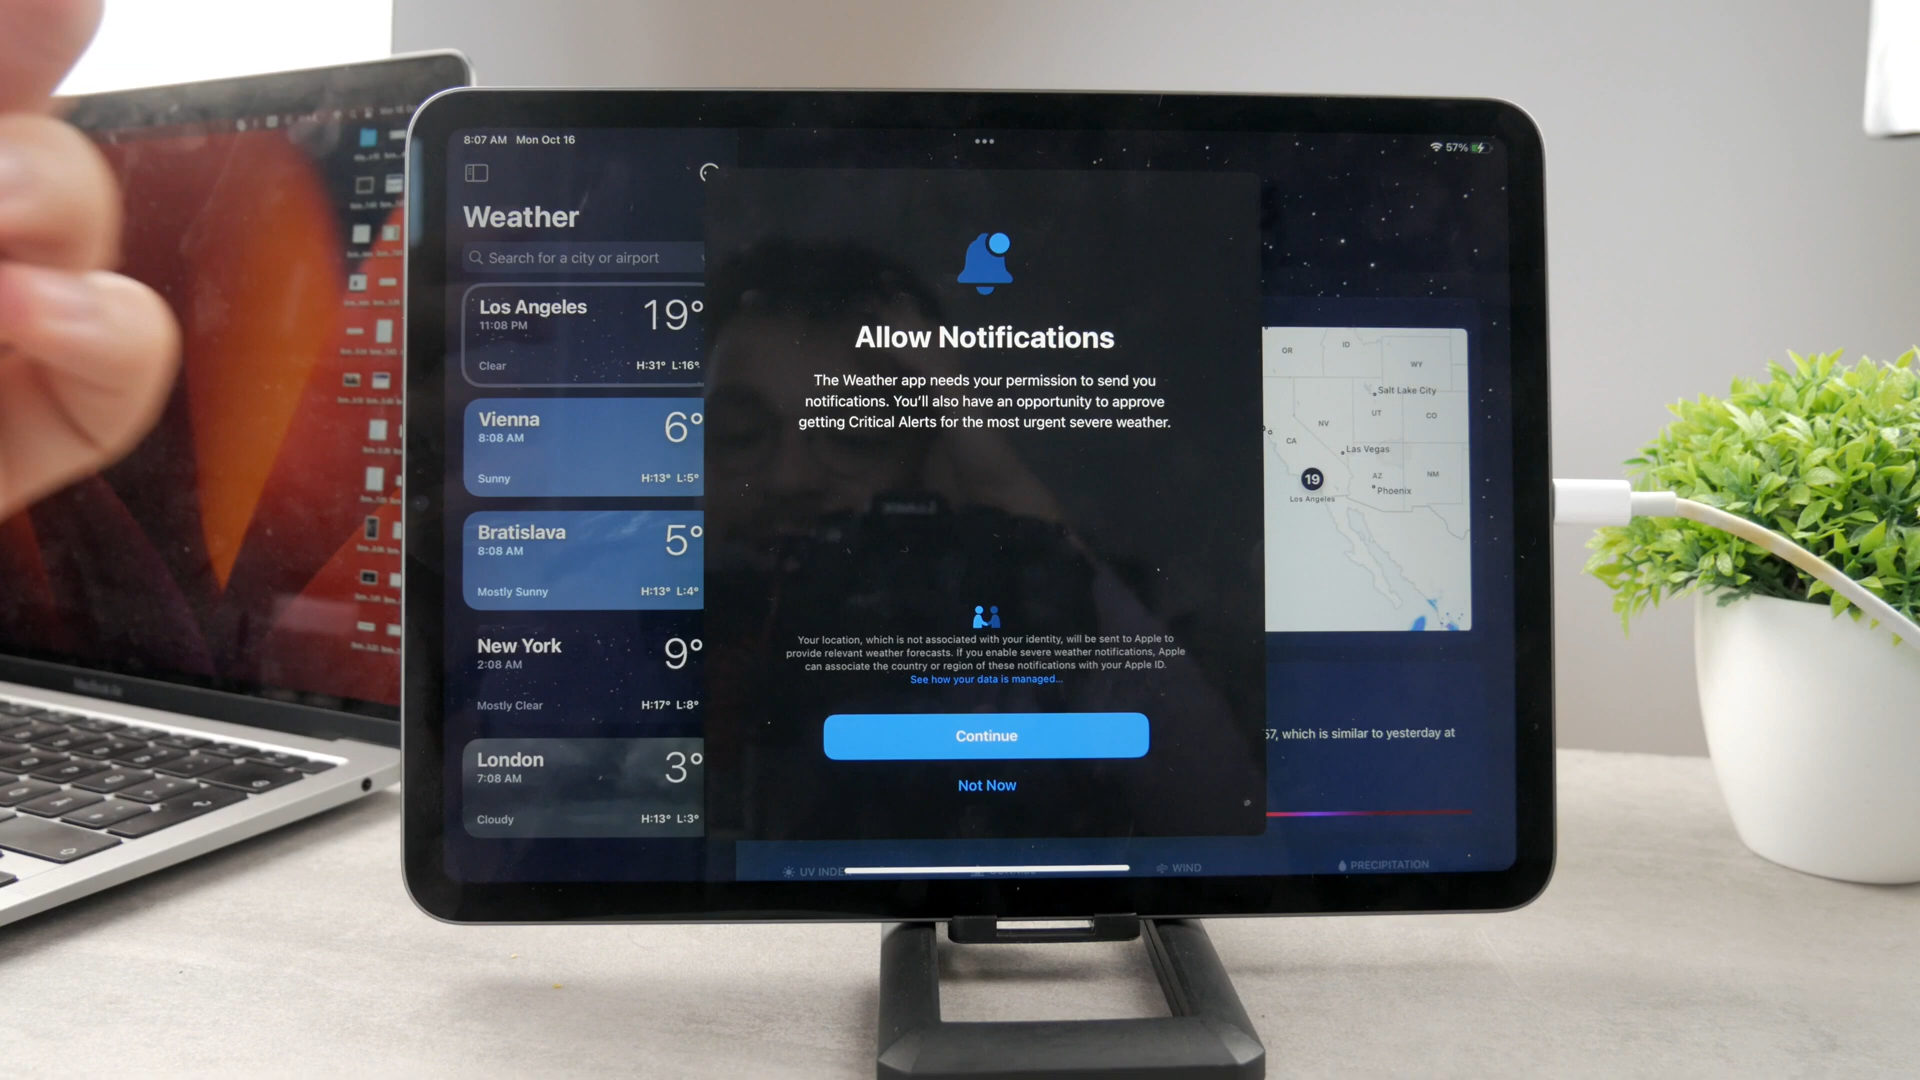 8:07 AM Mon Oct 16
57%
Weather
Search for a city or airport
Los Angeles
19°
11:08 PM
Clear
H:31° L:16°
Vienna
6°
8:08 AM
Sunny
H:13° L:5°
Bratislava
5°
8:08 AM
Mostly Sunny
H:13° L:4°
New York
9°
2:08 AM
Mostly Clear
H:17° L:8°
London
3°
7:08 AM
Cloudy
H:13° L:3°
Allow Notifications
The Weather app needs your permission to send you
notifications. You'll also have an opportunity to approve
getting Critical Alerts for the most urgent severe weather.
Your location, which is not associated with your identity, will be sent to Apple to
provide relevant weather forecasts. If you enable severe weather notifications, Apple
can associate the country or region of these notifications with your Apple ID.
See how your data is managed...
Continue
Not Now
OR
ID
WY
Salt Lake City
NV
UT
CO
CA
Las Vegas
AZ
NM
19
Phoenix
Los Angeles
57, which is similar to yesterday at
UV INDE
WIND
PRECIPITATION